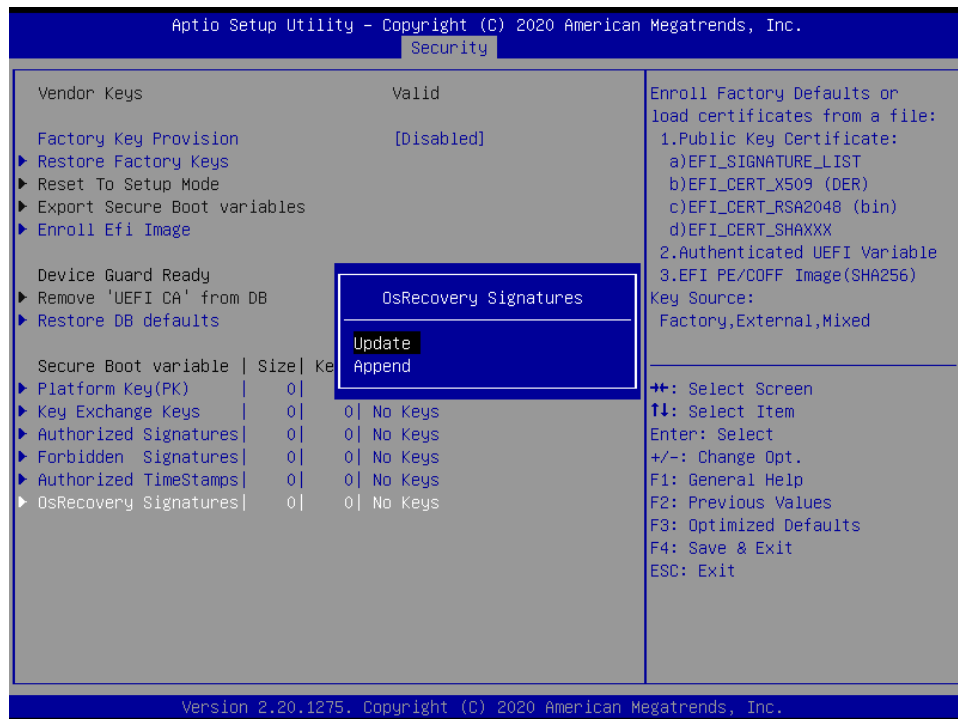 Aptio Setup Utility – Copyright (C) 2020 American Megatrends, Inc.
Security
Vendor Keys Valid
Factory Key Provision [Disabled]
Restore Factory Keys
Reset To Setup Mode
Export Secure Boot variables
Enroll Efi Image
Device Guard Ready
Remove 'UEFI CA' from DB
Restore DB defaults
Secure Boot variable | Size| Ke
Platform Key(PK) | 0|
Key Exchange Keys | 0| 0| No Keys
Authorized Signatures| 0| 0| No Keys
Forbidden Signatures| 0| 0| No Keys
Authorized TimeStamps| 0| 0| No Keys
OsRecovery Signatures| 0| 0| No Keys
OsRecovery Signatures
Update
Append
Enroll Factory Defaults or
load certificates from a file:
1.Public Key Certificate:
a)EFI_SIGNATURE_LIST
b)EFI_CERT_X509 (DER)
c)EFI_CERT_RSA2048 (bin)
d)EFI_CERT_SHAXXX
2.Authenticated UEFI Variable
3.EFI PE/COFF Image(SHA256)
Key Source:
Factory,External,Mixed
→←: Select Screen
↑↓: Select Item
Enter: Select
+/-: Change Opt.
F1: General Help
F2: Previous Values
F3: Optimized Defaults
F4: Save & Exit
ESC: Exit
Version 2.20.1275. Copyright (C) 2020 American Megatrends, Inc.